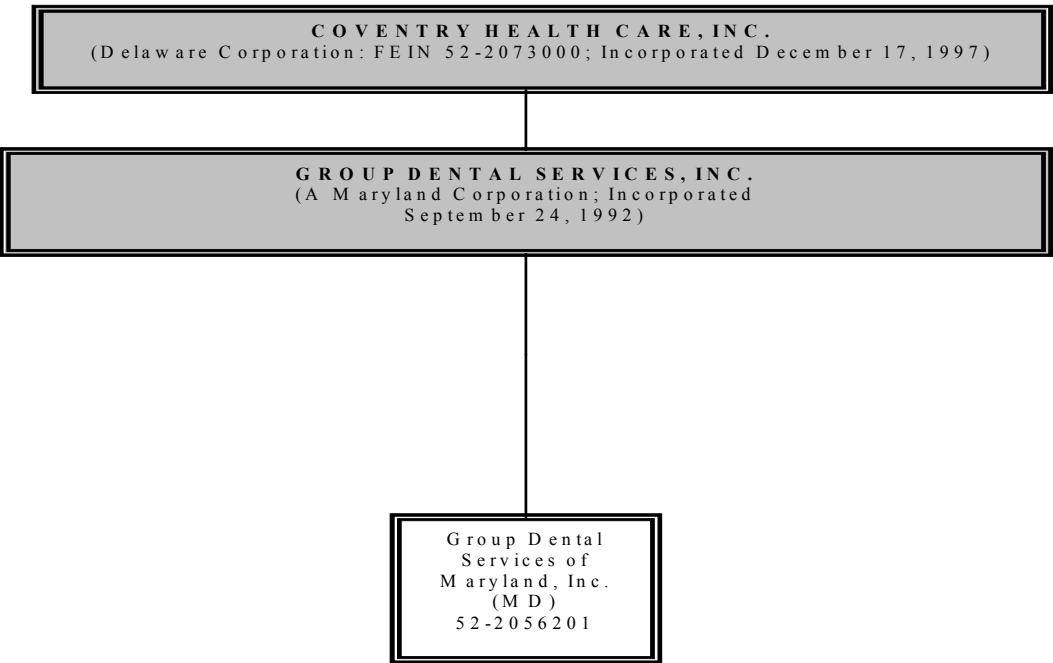 COVENTRY HEALTH CARE, INC.
(Delaware Corporation: FEIN 52-2073000; Incorporated December 17, 1997)
GROUP DENTAL SERVICES, INC.
(A Maryland Corporation; Incorporated
September 24, 1992)
Group Dental
Services of
Maryland, Inc.
(MD)
52-2056201